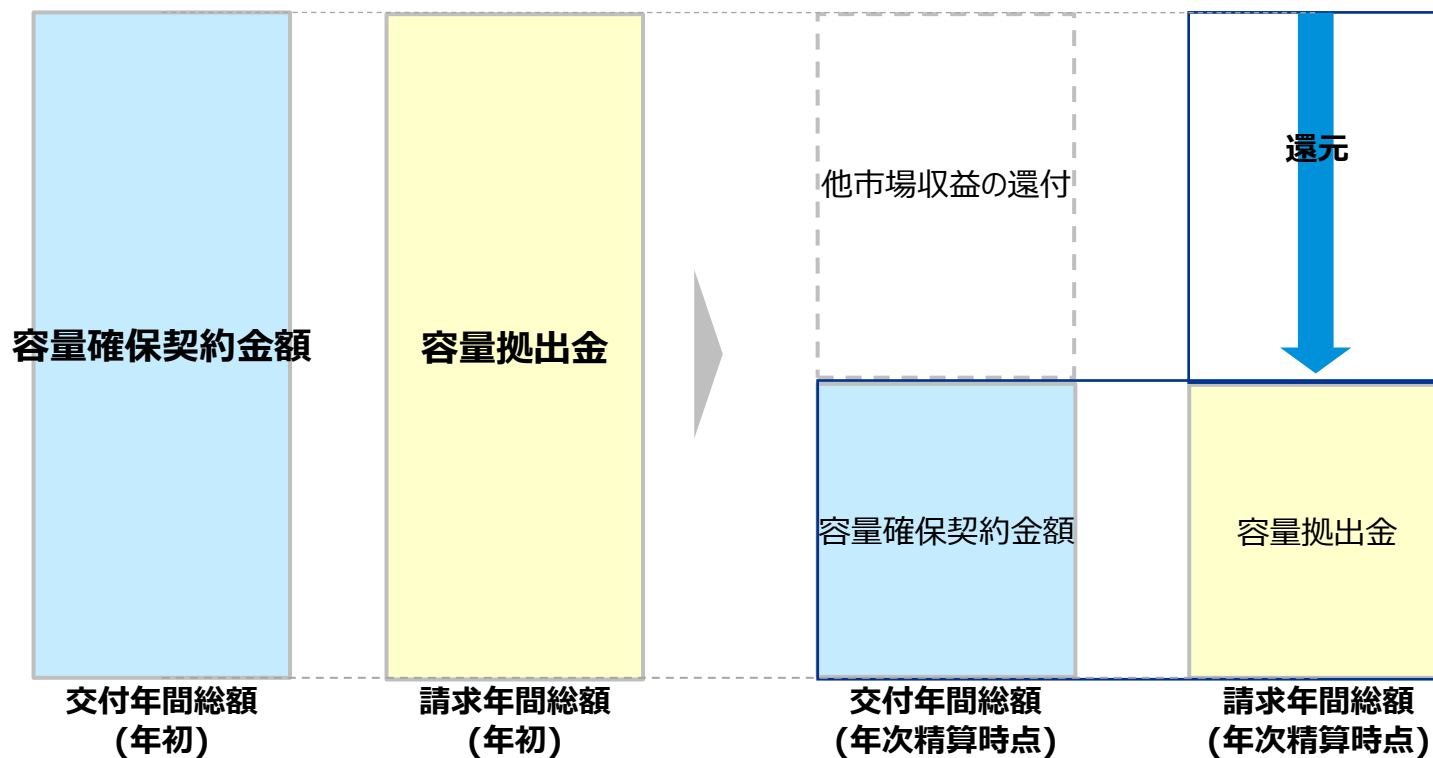 還元
他市場収益の還付
容量確保契約金額
容量拠出金
容量確保契約金額
容量拠出金
交付年間総額
(年初)
請求年間総額
(年初)
交付年間総額
(年次精算時点)
請求年間総額
(年次精算時点)